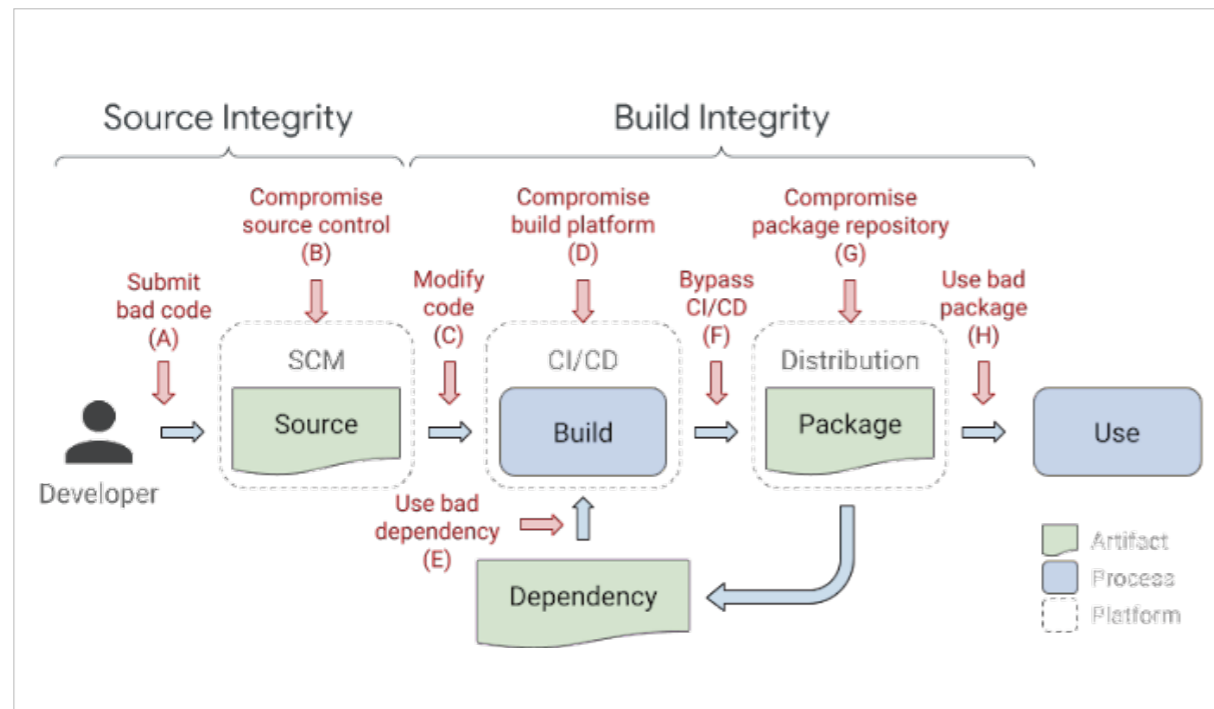 Source Integrity
Build Integrity
Compromise
source control
(B)
Compromise
build platform
(D)
Compromise
package repository
(G)
Submit
bad code
(A)
Modify
code
(C)
Bypass
CI/CD
(F)
Use bad
package
(H)
SCM
CI/CD
Distribution
Source
Build
Package
Use
Developer
Use bad
dependency
(E)
Dependency
Artifact
Process
Platform